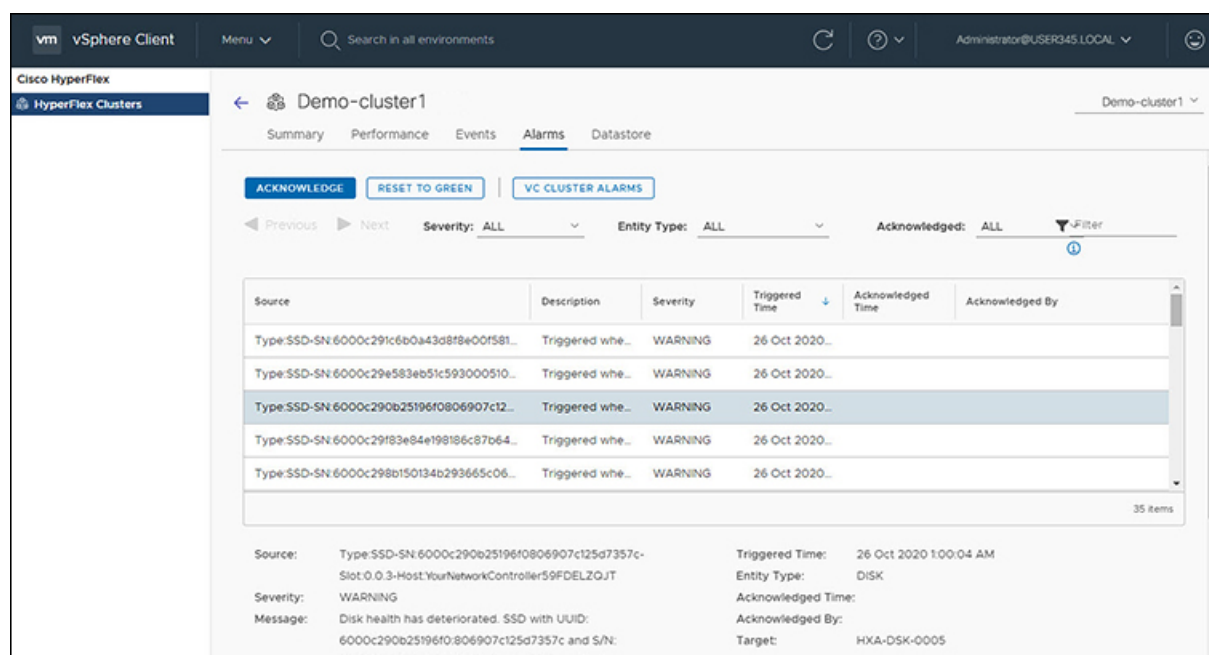 vm vSphere Client Menu Search in all environments Administrator@USER345.LOCAL
Cisco HyperFlex
HyperFlex Clusters
Demo-cluster1 Demo-cluster1
Summary Performance Events Alarms Datastore
ACKNOWLEDGE RESET TO GREEN VC CLUSTER ALARMS
Previous Next Severity: ALL Entity Type: ALL Acknowledged: ALL Filter
Source Description Severity Triggered Time Acknowledged Time Acknowledged By
Type:SSD-SN:6000c291c6b0a43d8f8e00f581... Triggered whe... WARNING 26 Oct 2020...
Type:SSD-SN:6000c29e583eb51c593000510... Triggered whe... WARNING 26 Oct 2020...
Type:SSD-SN:6000c290b25196f0806907c12... Triggered whe... WARNING 26 Oct 2020...
Type:SSD-SN:6000c29f83e84e198186c87b64... Triggered whe... WARNING 26 Oct 2020...
Type:SSD-SN:6000c298b150134b293665c06... Triggered whe... WARNING 26 Oct 2020...
35 items
Source: Type:SSD-SN:6000c290b25196f0806907c125d7357c- Triggered Time: 26 Oct 2020 1:00:04 AM
Slot:0.0.3-Host:YourNetworkController59FDELZQJT Entity Type: DISK
Severity: WARNING Acknowledged Time:
Message: Disk health has deteriorated. SSD with UUID: Acknowledged By:
6000c290b25196f0:806907c125d7357c and S/N: Target: HXA-DSK-0005